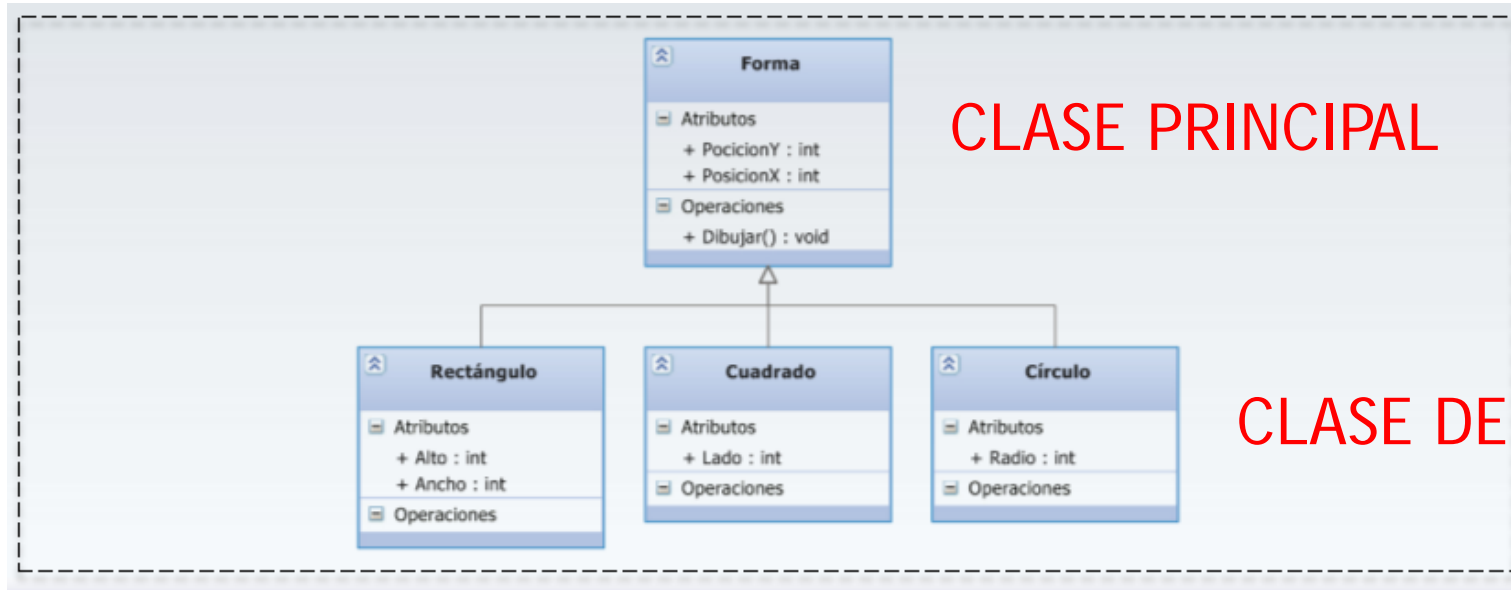 Forma
Atributos
+ PocicionY : int
+ PosicionX : int
Operaciones
+ Dibujar() : void
CLASE PRINCIPAL
Rectángulo
Atributos
+ Alto : int
+ Ancho : int
Operaciones
Cuadrado
Atributos
+ Lado : int
Operaciones
Círculo
Atributos
+ Radio : int
Operaciones
CLASE DE